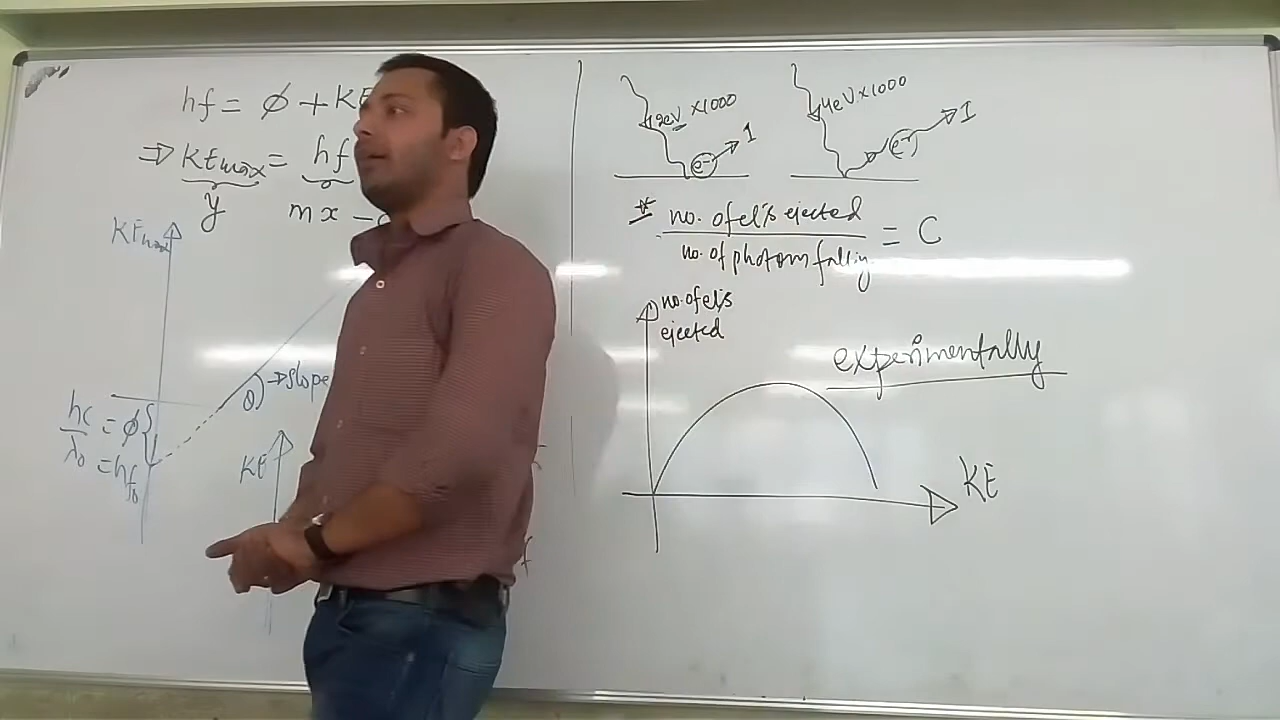 hf = ϕ + KE
⇒ KEmax = hf
y mx -
KEmax
→ slope
θ
hc/λ0 = ϕ
= hf0
KE
f
2eV × 1000
e- I
4eV × 1000
e- I
* no. of el's ejected / no. of photons falling = C
no. of el's
ejected
experimentally
KE